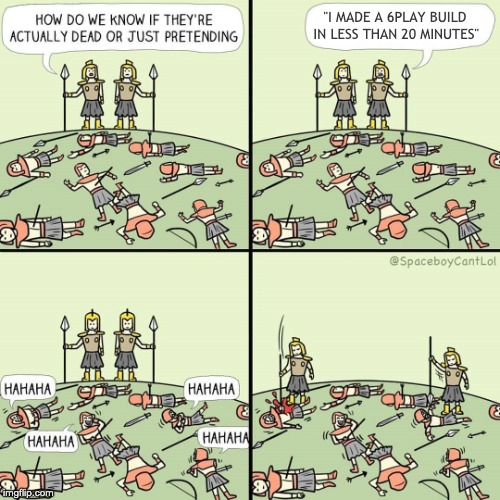 HOW DO WE KNOW IF THEY'RE
ACTUALLY DEAD OR JUST PRETENDING
"I MADE A 6PLAY BUILD
IN LESS THAN 20 MINUTES"
@SpaceboyCantLol
HAHAHA
HAHAHA
HAHAHA
HAHAHA
imgflip.com